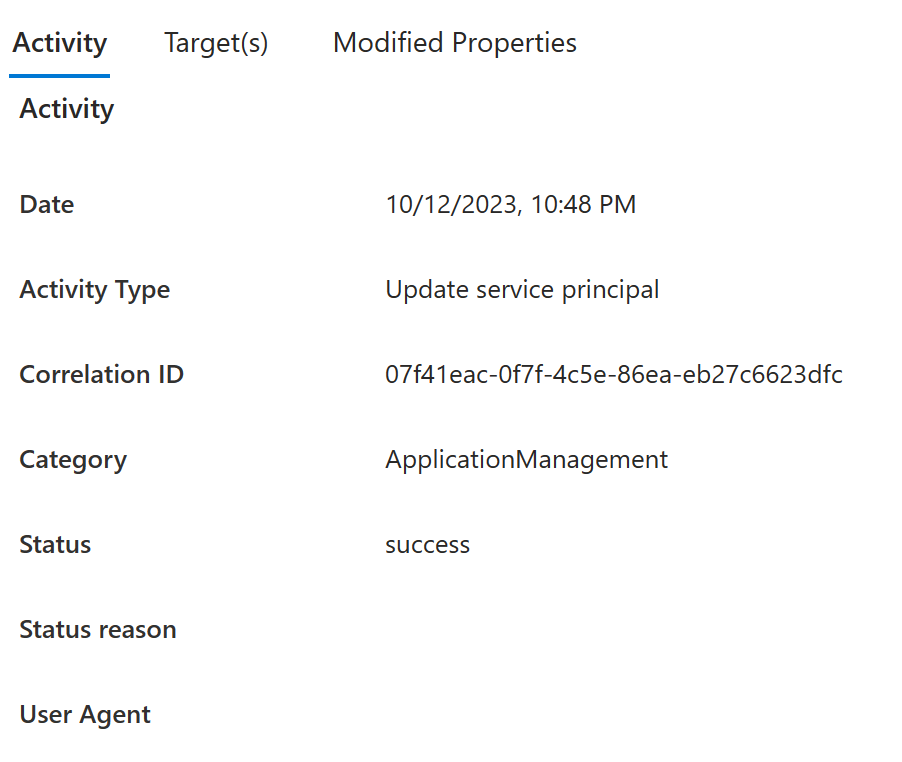 Activity Target(s) Modified Properties
Activity
Date 10/12/2023, 10:48 PM
Activity Type Update service principal
Correlation ID 07f41eac-0f7f-4c5e-86ea-eb27c6623dfc
Category ApplicationManagement
Status success
Status reason
User Agent